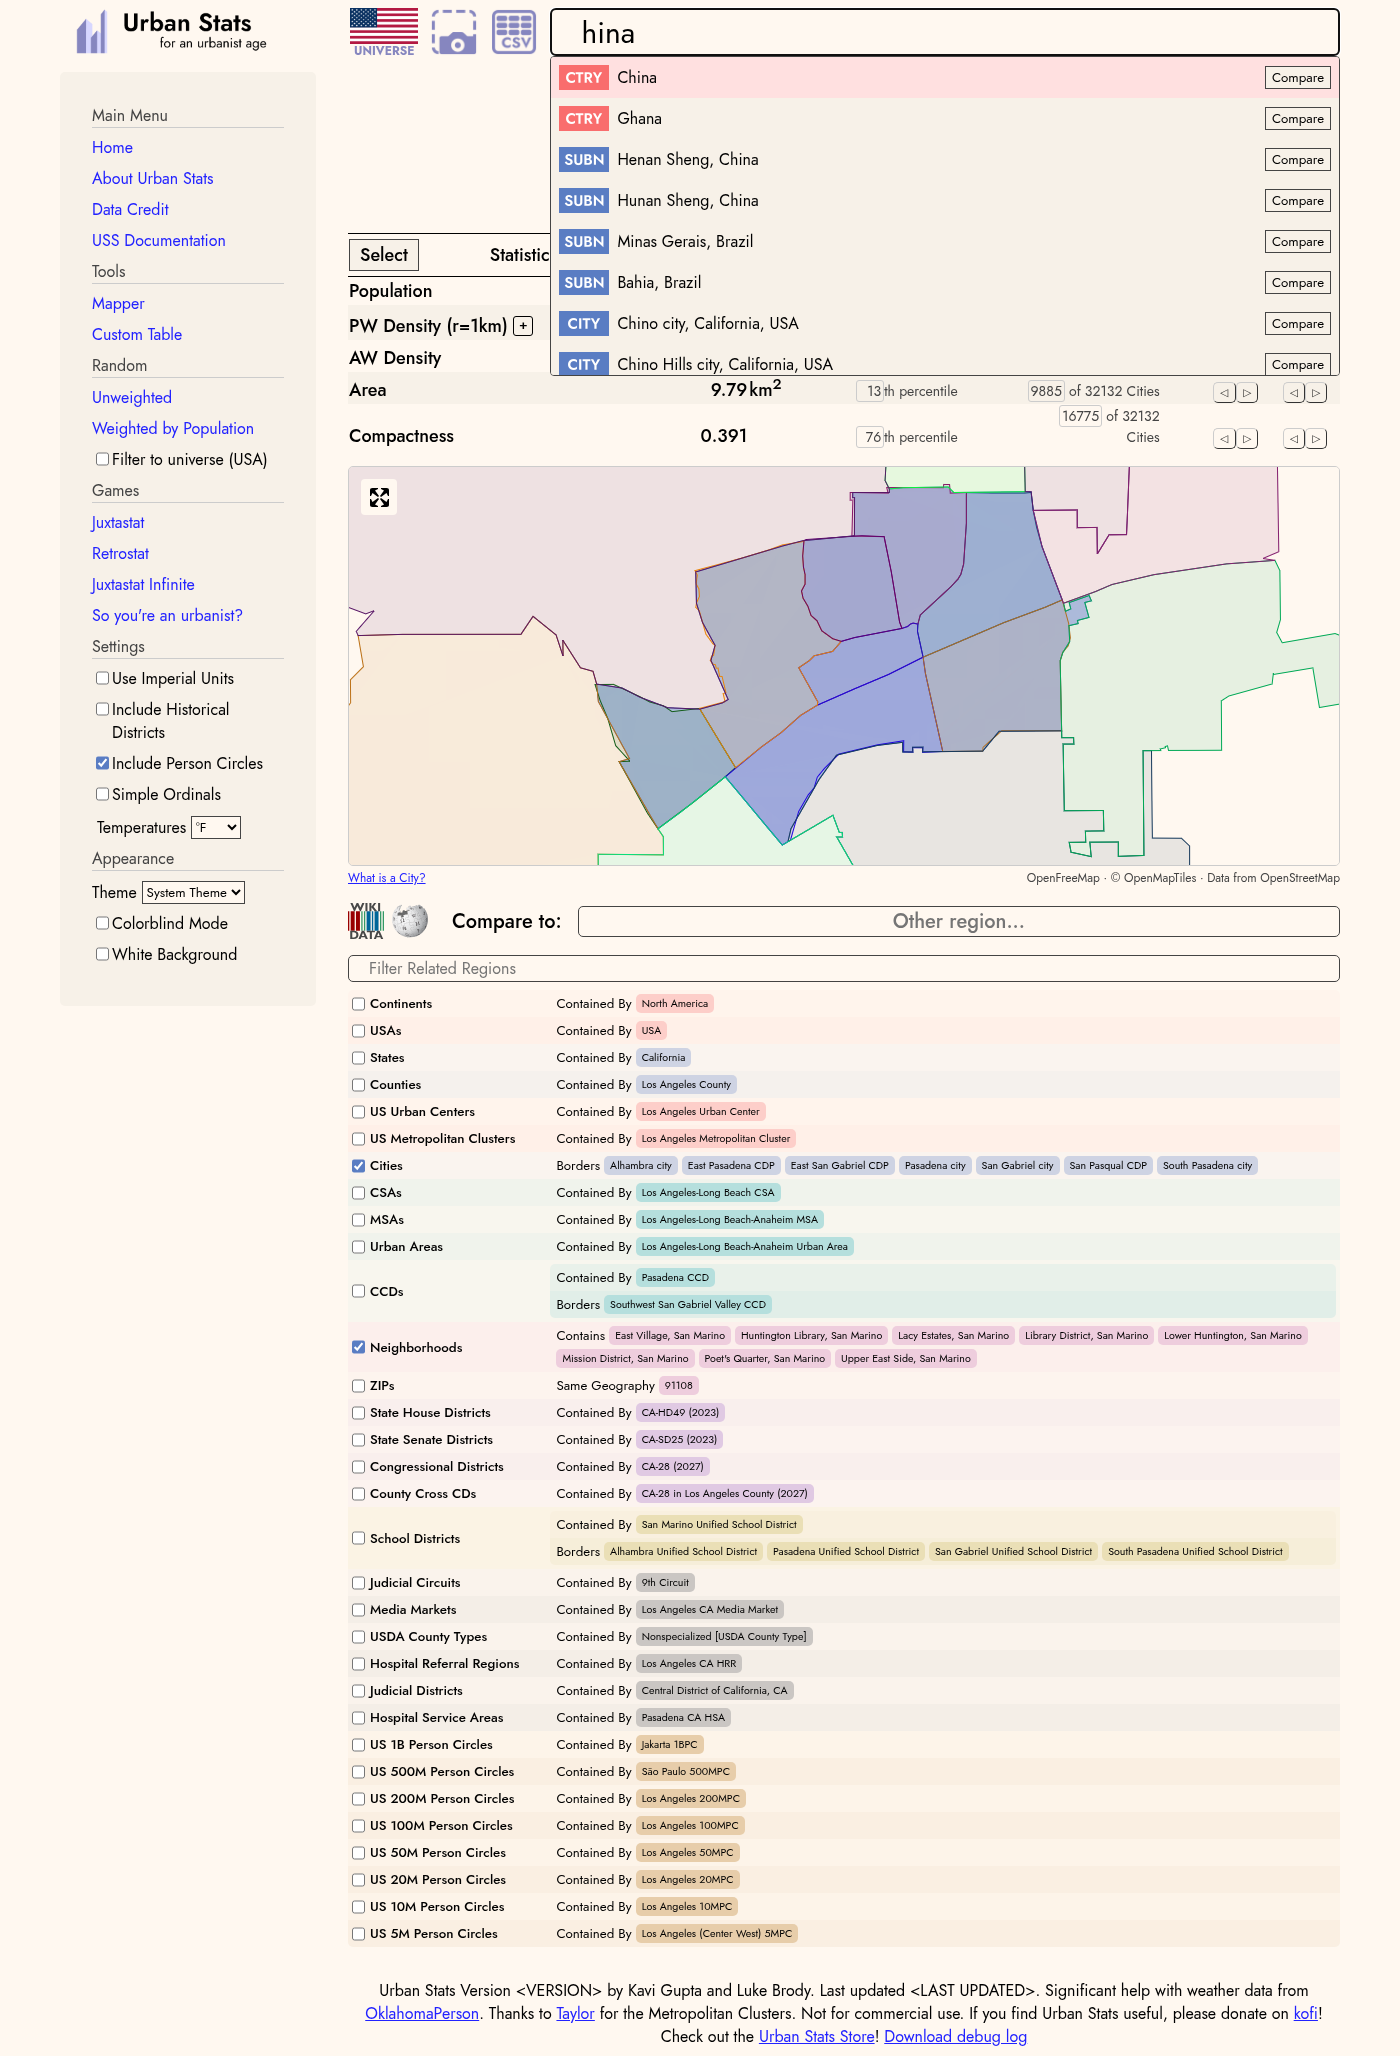 Urban Stats
for an urbanist age
UNIVERSE
CSV
hina
CTRY China Compare
CTRY Ghana Compare
SUBN Henan Sheng, China Compare
SUBN Hunan Sheng, China Compare
SUBN Minas Gerais, Brazil Compare
SUBN Bahia, Brazil Compare
CITY Chino city, California, USA Compare
CITY Chino Hills city, California, USA Compare
Main Menu
Home
About Urban Stats
Data Credit
USS Documentation
Tools
Mapper
Custom Table
Random
Unweighted
Weighted by Population
Filter to universe (USA)
Games
Juxtastat
Retrostat
Juxtastat Infinite
So you're an urbanist?
Settings
Use Imperial Units
Include Historical
Districts
Include Person Circles
Simple Ordinals
Temperatures °F
Appearance
Theme System Theme
Colorblind Mode
White Background
Select Statistic
Population
PW Density (r=1km) +
AW Density
Area 9.79 km² 13th percentile 9885 of 32132 Cities
Compactness 0.391 76th percentile 16775 of 32132
Cities
What is a City? OpenFreeMap · © OpenMapTiles · Data from OpenStreetMap
WIKI
DATA
Compare to: Other region...
Filter Related Regions
Continents Contained By North America
USAs Contained By USA
States Contained By California
Counties Contained By Los Angeles County
US Urban Centers Contained By Los Angeles Urban Center
US Metropolitan Clusters Contained By Los Angeles Metropolitan Cluster
Cities Borders Alhambra city East Pasadena CDP East San Gabriel CDP Pasadena city San Gabriel city San Pasqual CDP South Pasadena city
CSAs Contained By Los Angeles-Long Beach CSA
MSAs Contained By Los Angeles-Long Beach-Anaheim MSA
Urban Areas Contained By Los Angeles-Long Beach-Anaheim Urban Area
CCDs Contained By Pasadena CCD
Borders Southwest San Gabriel Valley CCD
Neighborhoods Contains East Village, San Marino Huntington Library, San Marino Lacy Estates, San Marino Library District, San Marino Lower Huntington, San Marino
Mission District, San Marino Poet's Quarter, San Marino Upper East Side, San Marino
ZIPs Same Geography 91108
State House Districts Contained By CA-HD49 (2023)
State Senate Districts Contained By CA-SD25 (2023)
Congressional Districts Contained By CA-28 (2027)
County Cross CDs Contained By CA-28 in Los Angeles County (2027)
School Districts Contained By San Marino Unified School District
Borders Alhambra Unified School District Pasadena Unified School District San Gabriel Unified School District South Pasadena Unified School District
Judicial Circuits Contained By 9th Circuit
Media Markets Contained By Los Angeles CA Media Market
USDA County Types Contained By Nonspecialized [USDA County Type]
Hospital Referral Regions Contained By Los Angeles CA HRR
Judicial Districts Contained By Central District of California, CA
Hospital Service Areas Contained By Pasadena CA HSA
US 1B Person Circles Contained By Jakarta 1BPC
US 500M Person Circles Contained By São Paulo 500MPC
US 200M Person Circles Contained By Los Angeles 200MPC
US 100M Person Circles Contained By Los Angeles 100MPC
US 50M Person Circles Contained By Los Angeles 50MPC
US 20M Person Circles Contained By Los Angeles 20MPC
US 10M Person Circles Contained By Los Angeles 10MPC
US 5M Person Circles Contained By Los Angeles (Center West) 5MPC
Urban Stats Version <VERSION> by Kavi Gupta and Luke Brody. Last updated <LAST UPDATED>. Significant help with weather data from
OklahomaPerson. Thanks to Taylor for the Metropolitan Clusters. Not for commercial use. If you find Urban Stats useful, please donate on kofi!
Check out the Urban Stats Store! Download debug log